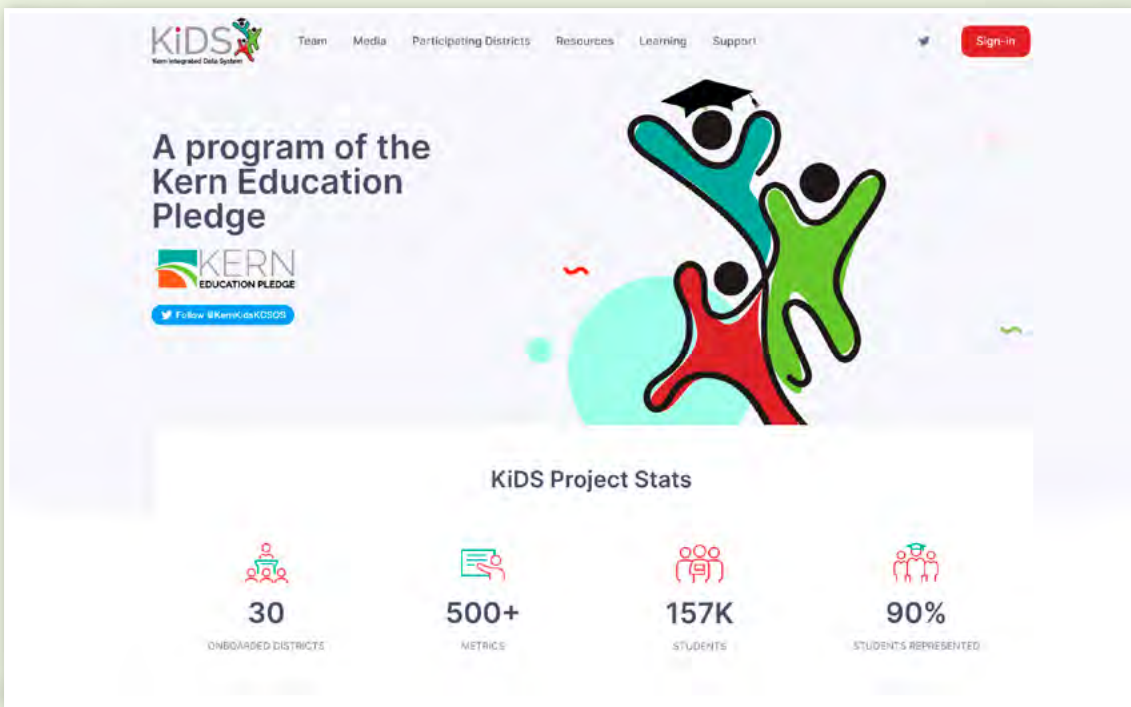 KiDS
Kern Integrated Data System
Team Media Participating Districts Resources Learning Support
Sign-in
A program of the
Kern Education
Pledge
KERN
EDUCATION PLEDGE
Follow @KernKidsKCSOS
KiDS Project Stats
30 500+ 157K 90%
ONBOARDED DISTRICTS METRICS STUDENTS STUDENTS REPRESENTED